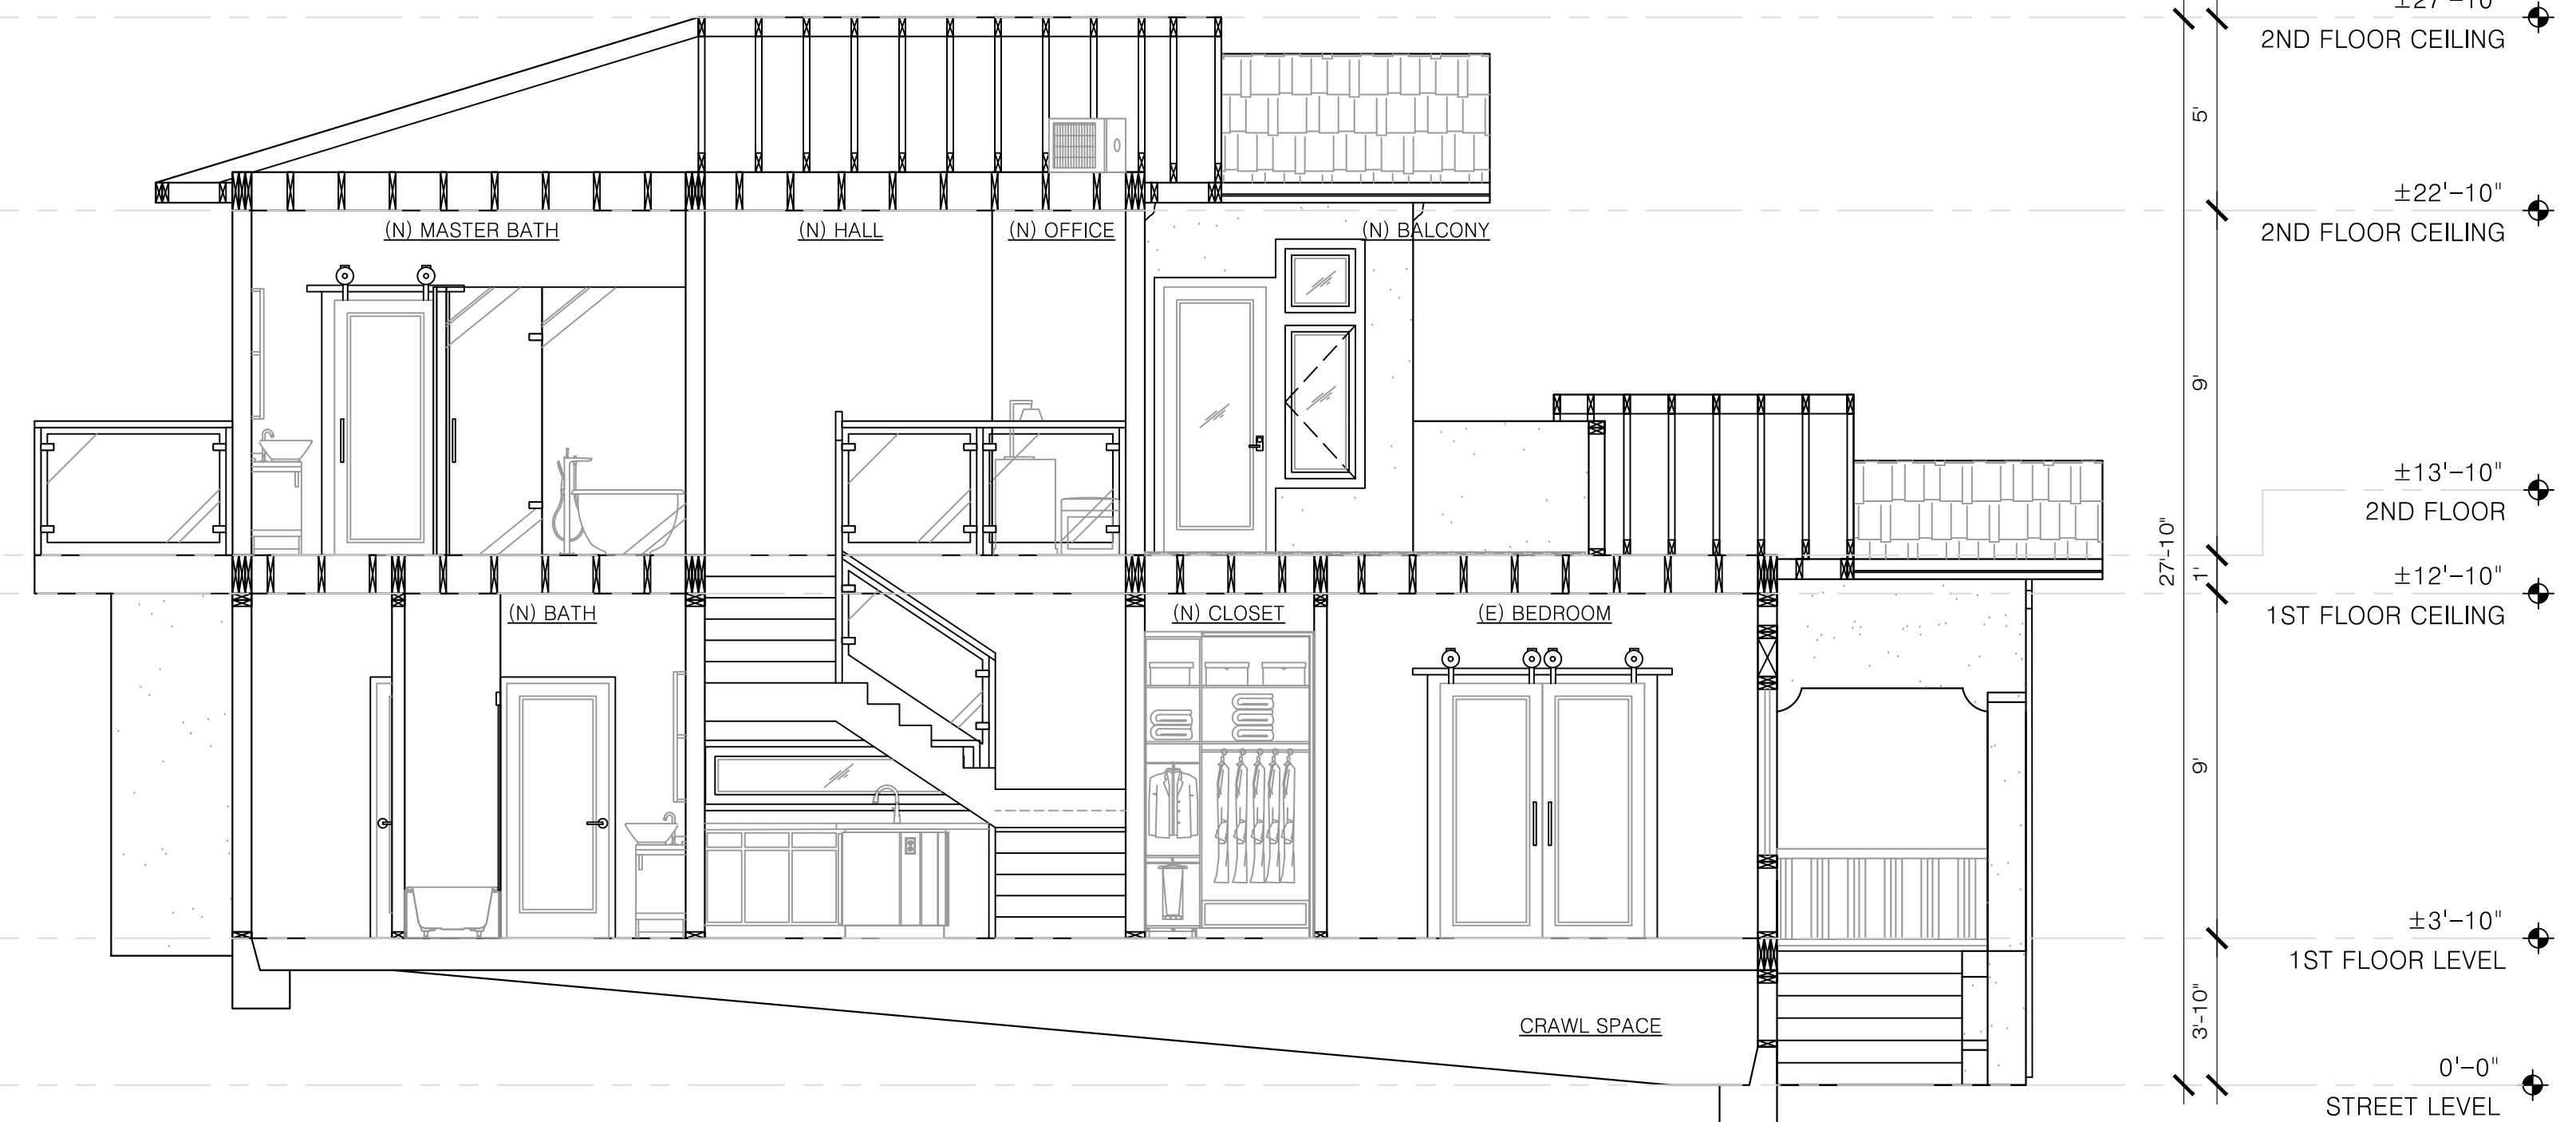 ±27'-10"
2ND FLOOR CEILING
5'
±22'-10"
2ND FLOOR CEILING
(N) MASTER BATH
(N) HALL
(N) OFFICE
(N) BALCONY
9'
±13'-10"
2ND FLOOR
27'-10"
1'
±12'-10"
1ST FLOOR CEILING
(N) BATH
(N) CLOSET
(E) BEDROOM
9'
±3'-10"
1ST FLOOR LEVEL
3'-10"
CRAWL SPACE
0'-0"
STREET LEVEL